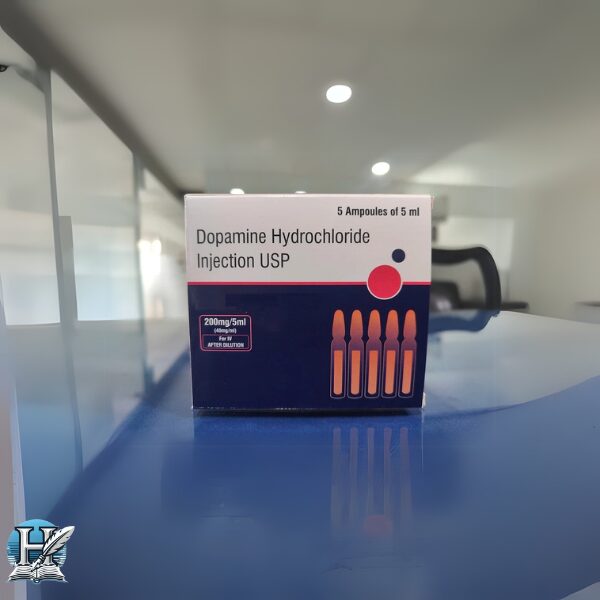 5 Ampoules of 5 ml
Dopamine Hydrochloride
Injection USP
200mg/5ml
(40mg/ml)
For IV
AFTER DILUTION
H